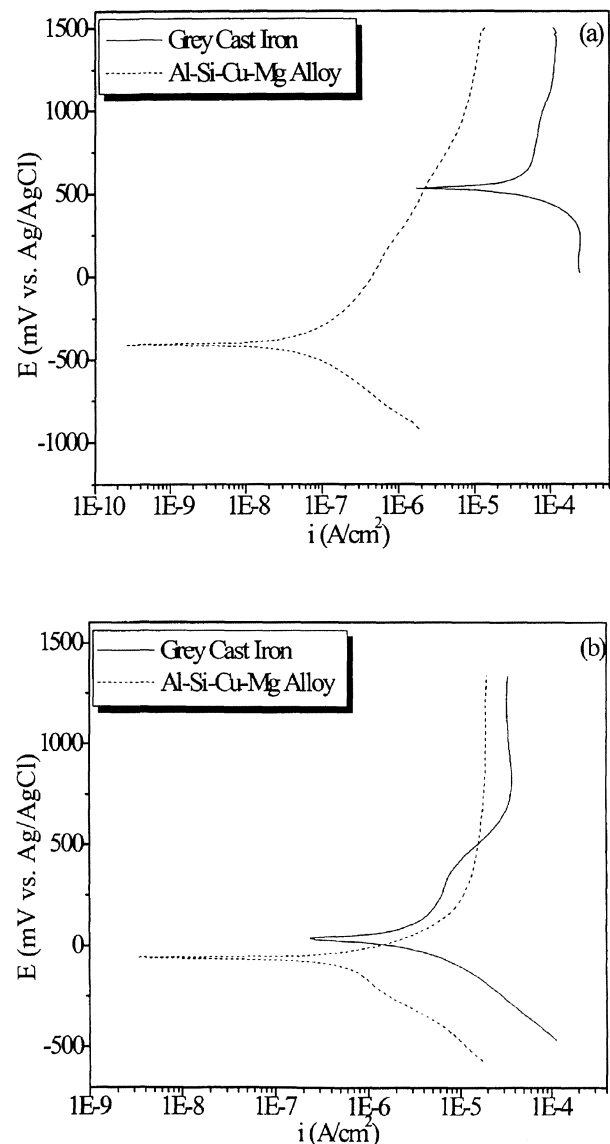 (a)
Grey Cast Iron
Al-Si-Cu-Mg Alloy
1500
1000
500
0
-500
-1000
E (mV vs. Ag/AgCl)
1E-10 1E-9 1E-8 1E-7 1E-6 1E-5 1E-4
i (A/cm²)
(b)
Grey Cast Iron
Al-Si-Cu-Mg Alloy
1500
1000
500
0
-500
E (mV vs. Ag/AgCl)
1E-9 1E-8 1E-7 1E-6 1E-5 1E-4
i (A/cm²)